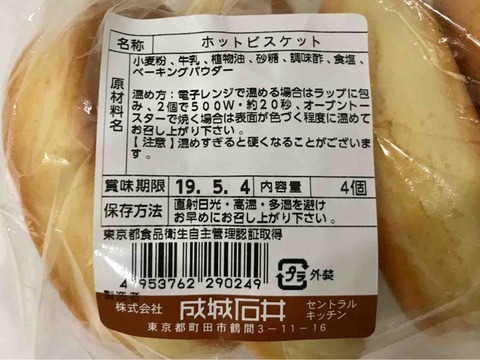 名称 ホットビスケット
原材料名 小麦粉、牛乳、植物油、砂糖、調味酢、食塩、
ベーキングパウダー
温め方：電子レンジで温める場合はラップに包
み、2個で500W・約20秒、オーブントー
スターで焼く場合は表面が色づく程度に温めて
お召し上がり下さい。
【注意】温めすぎると硬くなることがございま
す。
賞味期限 19.5.4 内容量 4個
保存方法 直射日光・高温・多湿を避け
お早めにお召し上がり下さい。
東京都食品衛生自主管理認証取得
4 953762 290249
プラ 外装
製造者
株式会社 成城石井 セントラル
キッチン
東京都町田市鶴間3-11-16